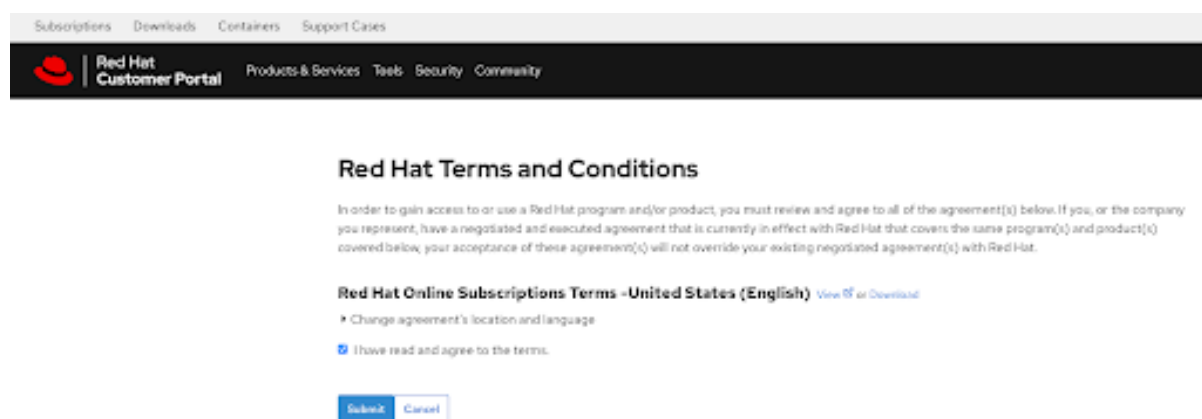 Subscriptions Downloads Containers Support Cases
Red Hat
Customer Portal
Products & Services Tools Security Community
Red Hat Terms and Conditions
In order to gain access to or use a Red Hat program and/or product, you must review and agree to all of the agreement(s) below. If you, or the company
you represent, have a negotiated and executed agreement that is currently in effect with Red Hat that covers the same program(s) and product(s)
covered below, your acceptance of these agreement(s) will not override your existing negotiated agreement(s) with Red Hat.
Red Hat Online Subscriptions Terms -United States (English) View or Download
Change agreement's location and language
I have read and agree to the terms.
Submit Cancel